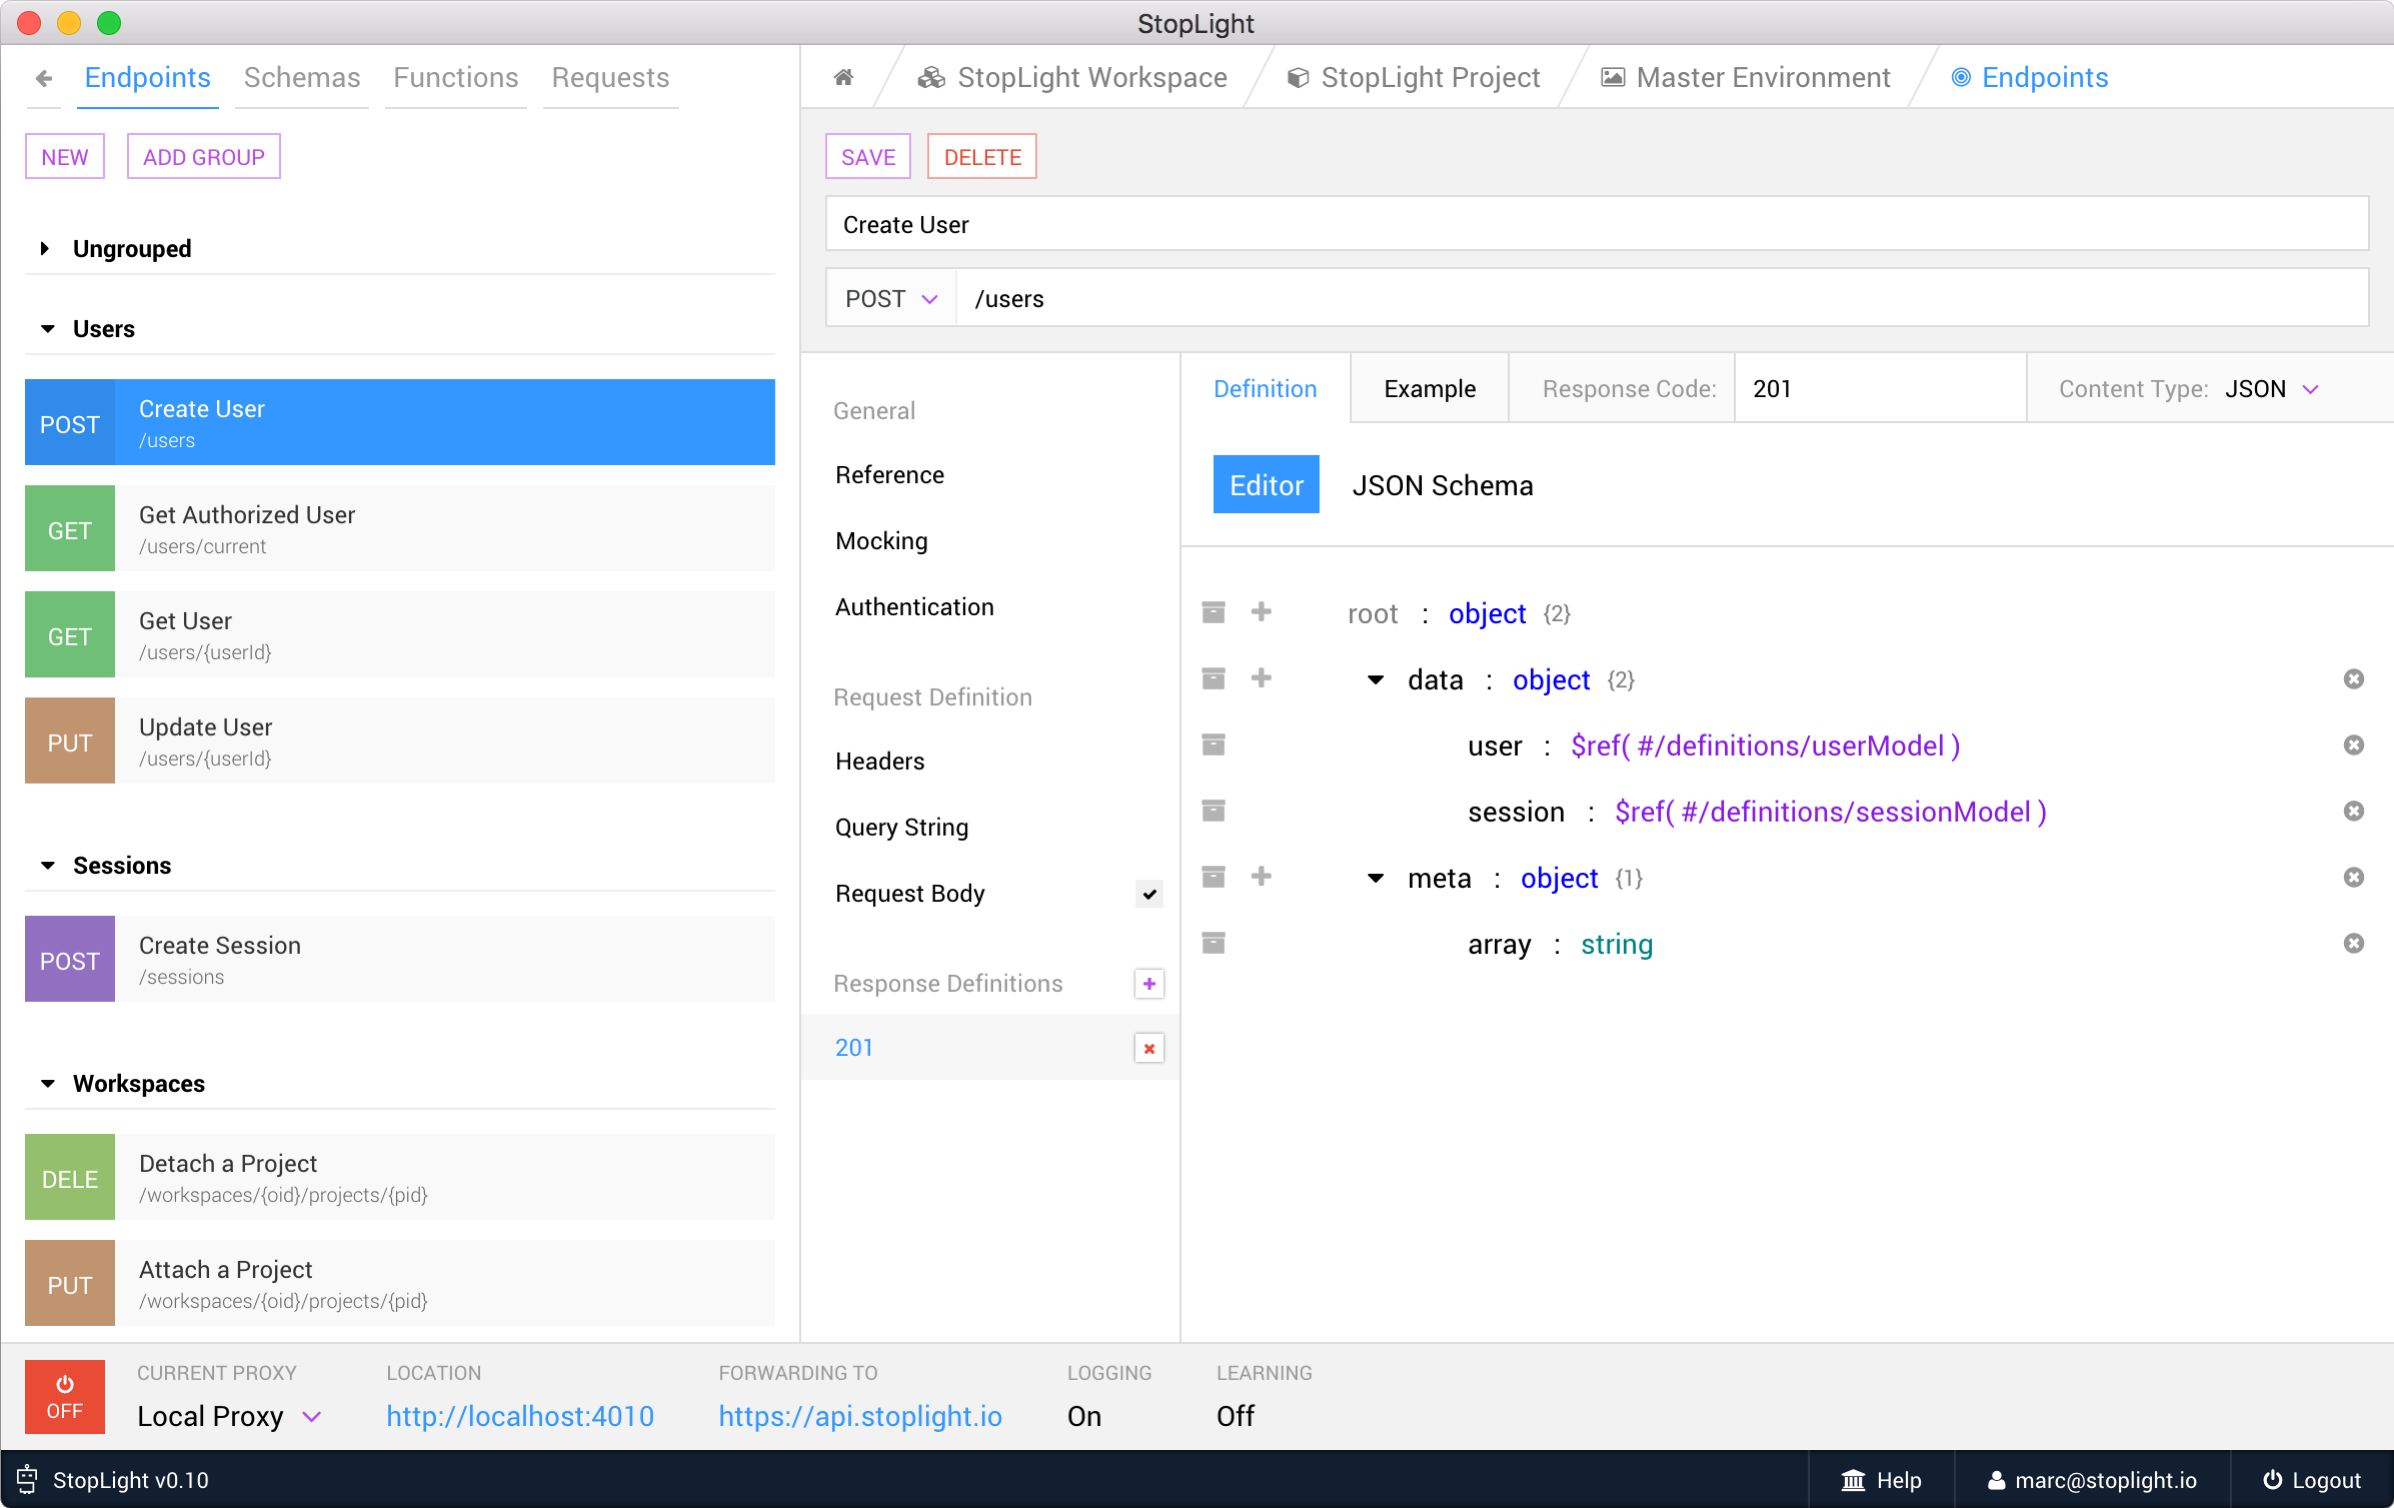 StopLight
Endpoints Schemas Functions Requests
StopLight Workspace StopLight Project Master Environment Endpoints
NEW ADD GROUP
Ungrouped
Users
POST Create User
/users
GET Get Authorized User
/users/current
GET Get User
/users/{userId}
PUT Update User
/users/{userId}
Sessions
POST Create Session
/sessions
Workspaces
DELE Detach a Project
/workspaces/{oid}/projects/{pid}
PUT Attach a Project
/workspaces/{oid}/projects/{pid}
SAVE DELETE
Create User
POST /users
General
Reference
Mocking
Authentication
Request Definition
Headers
Query String
Request Body
Response Definitions
201
Definition Example Response Code: 201 Content Type: JSON
Editor JSON Schema
root : object {2}
data : object {2}
user : $ref( #/definitions/userModel )
session : $ref( #/definitions/sessionModel )
meta : object {1}
array : string
OFF
CURRENT PROXY
Local Proxy
LOCATION
http://localhost:4010
FORWARDING TO
https://api.stoplight.io
LOGGING
On
LEARNING
Off
StopLight v0.10 Help marc@stoplight.io Logout